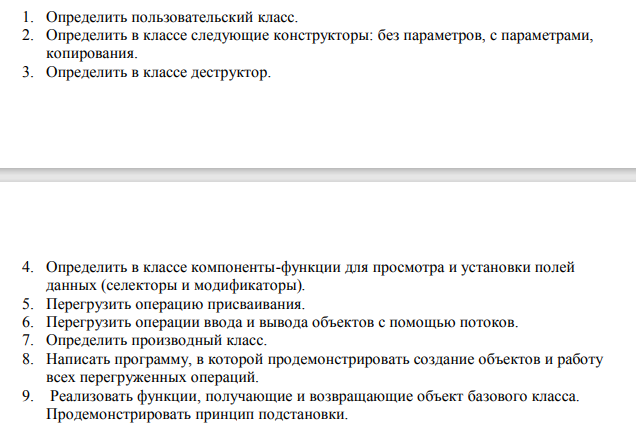 1. Определить пользовательский класс.
2. Определить в классе следующие конструкторы: без параметров, с параметрами,
копирования.
3. Определить в классе деструктор.
4. Определить в классе компоненты-функции для просмотра и установки полей
данных (селекторы и модификаторы).
5. Перегрузить операцию присваивания.
6. Перегрузить операции ввода и вывода объектов с помощью потоков.
7. Определить производный класс.
8. Написать программу, в которой продемонстрировать создание объектов и работу
всех перегруженных операций.
9. Реализовать функции, получающие и возвращающие объект базового класса.
Продемонстрировать принцип подстановки.